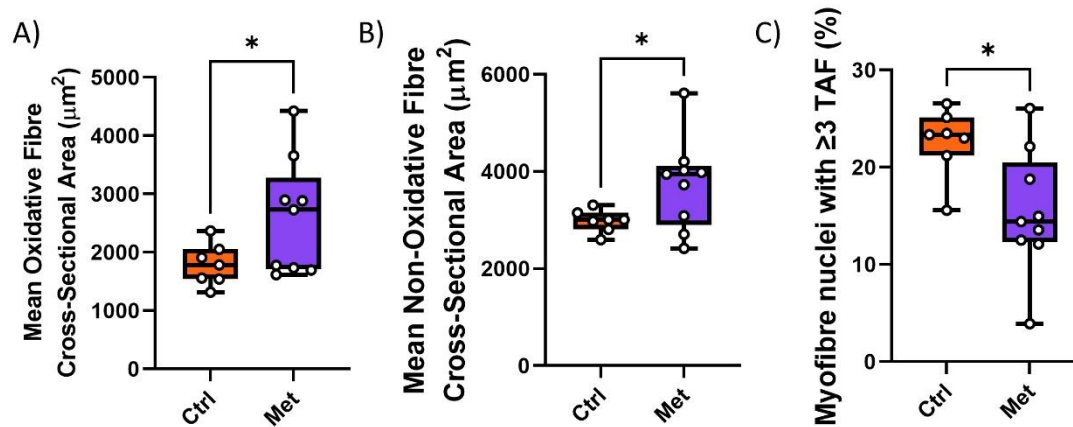 A)
*
Mean Oxidative Fibre
Cross-Sectional Area (μm²)
5000
4000
3000
2000
1000
0
Ctrl
Met
B)
*
Mean Non-Oxidative Fibre
Cross-Sectional Area (μm²)
6000
4000
2000
0
Ctrl
Met
C)
*
Myofibre nuclei with ≥3 TAF (%)
30
20
10
0
Ctrl
Met